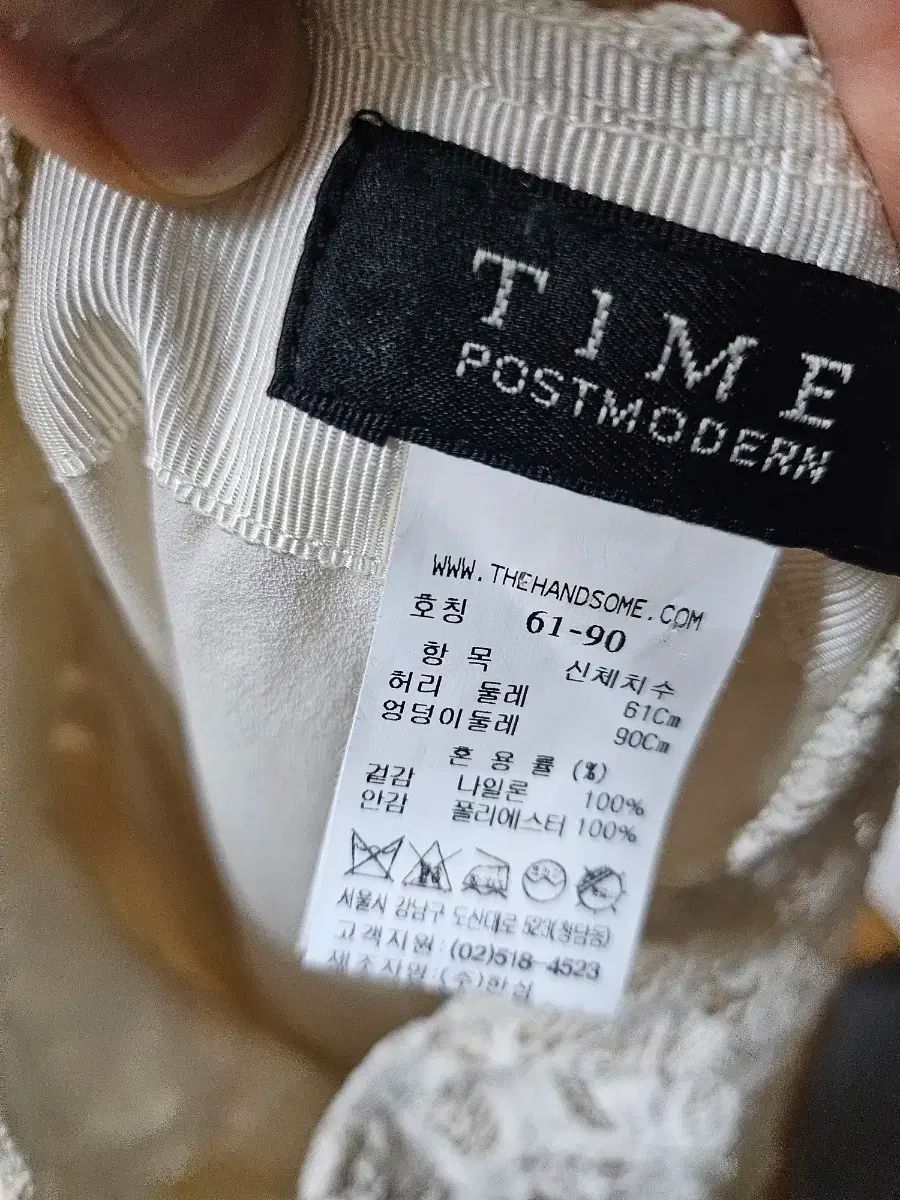 TIME
POSTMODERN
WWW.THEHANDSOME.COM
호칭 61-90
항 목 신체치수
허리 둘레 61Cm
엉덩이둘레 90Cm
혼 용 률 (%)
겉감 나일론 100%
안감 폴리에스터 100%
서울시 강남구 도산대로 523(청담동)
고객지원: (02)518-4523
(주)한섬